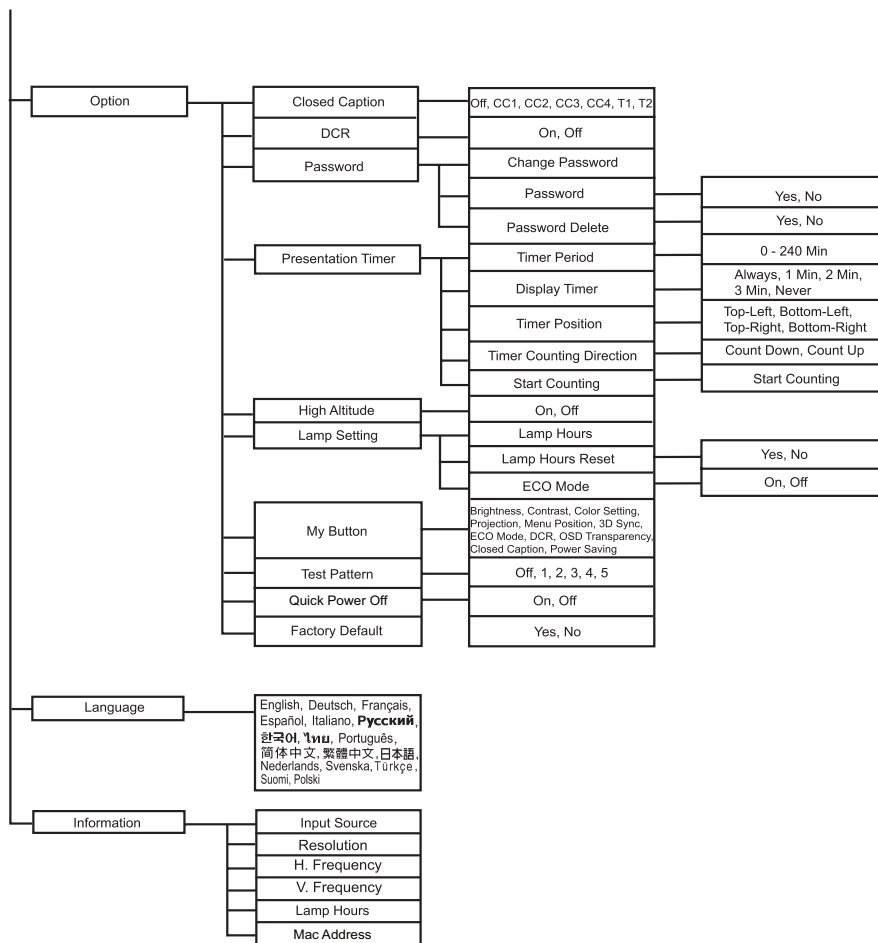 Option
Closed Caption
Off, CC1, CC2, CC3, CC4, T1, T2
DCR
On, Off
Password
Change Password
Password
Yes, No
Password Delete
Yes, No
Presentation Timer
Timer Period
0 - 240 Min
Display Timer
Always, 1 Min, 2 Min,
3 Min, Never
Timer Position
Top-Left, Bottom-Left,
Top-Right, Bottom-Right
Timer Counting Direction
Count Down, Count Up
Start Counting
Start Counting
High Altitude
On, Off
Lamp Setting
Lamp Hours
Lamp Hours Reset
Yes, No
ECO Mode
On, Off
My Button
Brightness, Contrast, Color Setting,
Projection, Menu Position, 3D Sync,
ECO Mode, DCR, OSD Transparency,
Closed Caption, Power Saving
Test Pattern
Off, 1, 2, 3, 4, 5
Quick Power Off
On, Off
Factory Default
Yes, No
Language
English, Deutsch, Français,
Español, Italiano, Русский,
한국어, ไทย, Português,
简体中文, 繁體中文, 日本語,
Nederlands, Svenska, Türkçe,
Suomi, Polski
Information
Input Source
Resolution
H. Frequency
V. Frequency
Lamp Hours
Mac Address